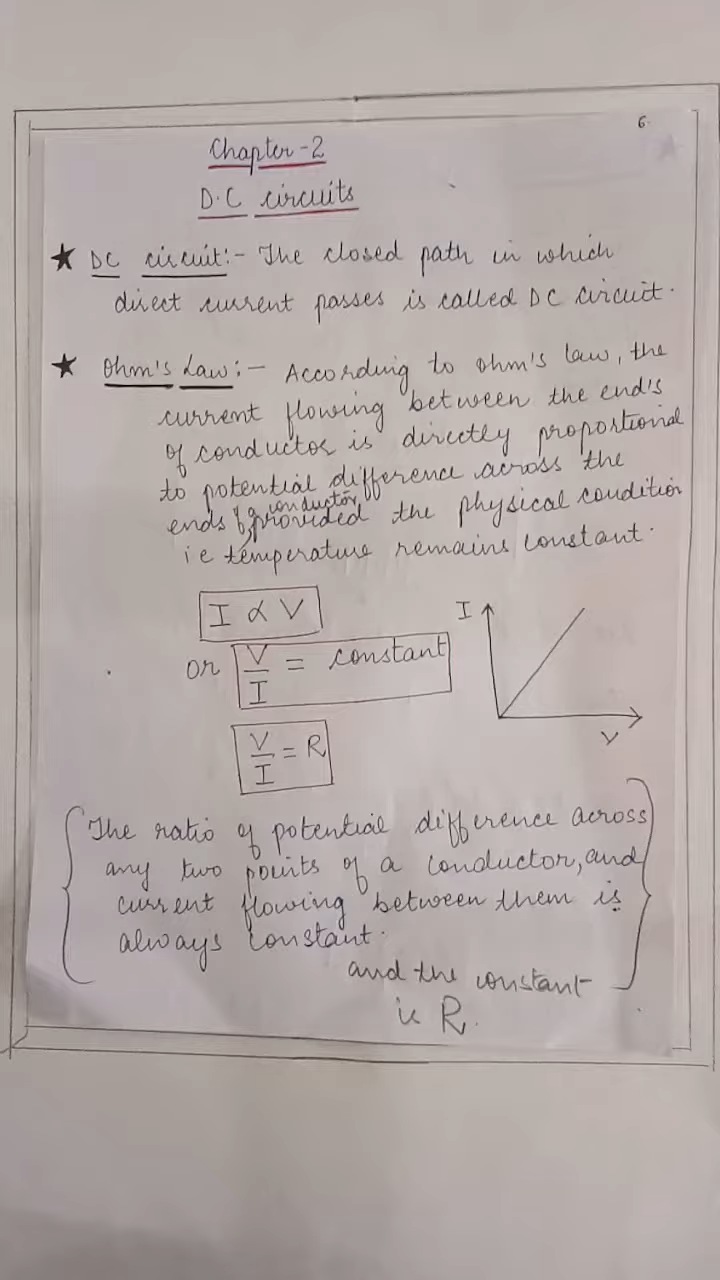 6.
Chapter-2
D.C circuits
★ DC circuit:- The closed path in which
direct current passes is called DC circuit.
★ Ohm's Law:- According to ohm's law, the
current flowing between the end's
of conductor is directly proportional
to potential difference across the
ends of a conductor, provided the physical condition
ie temperature remains constant.
I ∝ V
or V/I = constant
V/I = R
I
V
The ratio of potential difference across
any two points of a conductor, and
current flowing between them is
always constant.
and the constant
is R.